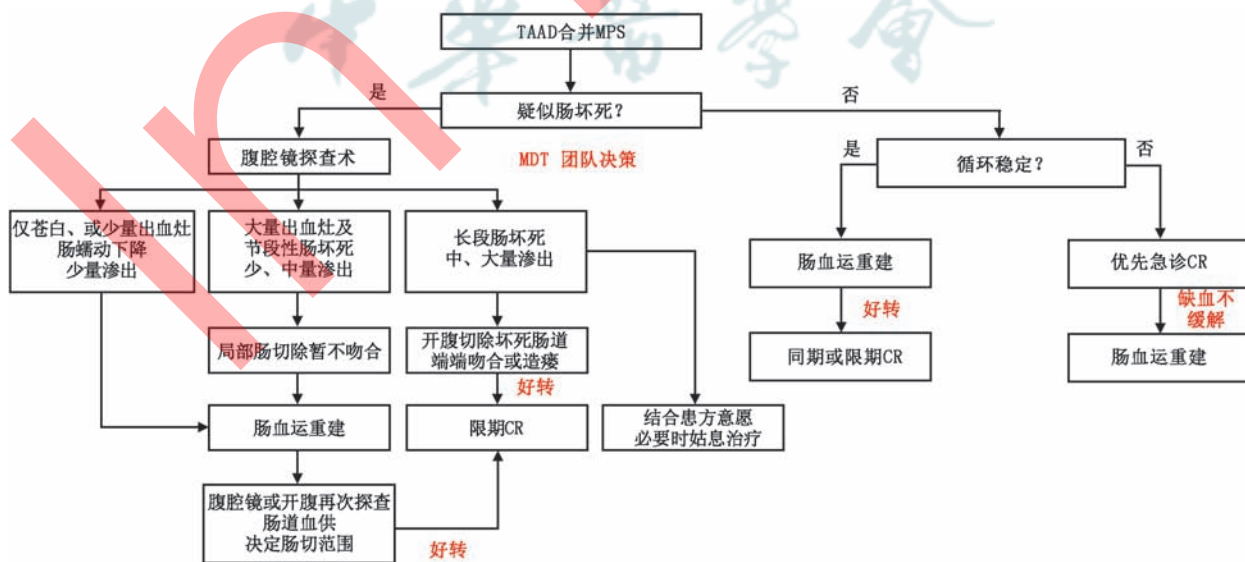 中华医学会
TAAD合并MPS
是
疑似肠坏死？
否
腹腔镜探查术
MDT 团队决策
是
循环稳定？
否
仅苍白、或少量出血灶
肠蠕动下降
少量渗出
大量出血灶及
节段性肠坏死
少、中量渗出
长段肠坏死
中、大量渗出
肠血运重建
优先急诊CR
好转
缺血不
缓解
局部肠切除暂不吻合
开腹切除坏死肠道
端端吻合或造瘘
同期或限期CR
肠血运重建
好转
肠血运重建
限期CR
结合患方意愿
必要时姑息治疗
腹腔镜或开腹再次探查
肠道血供
决定肠切范围
好转